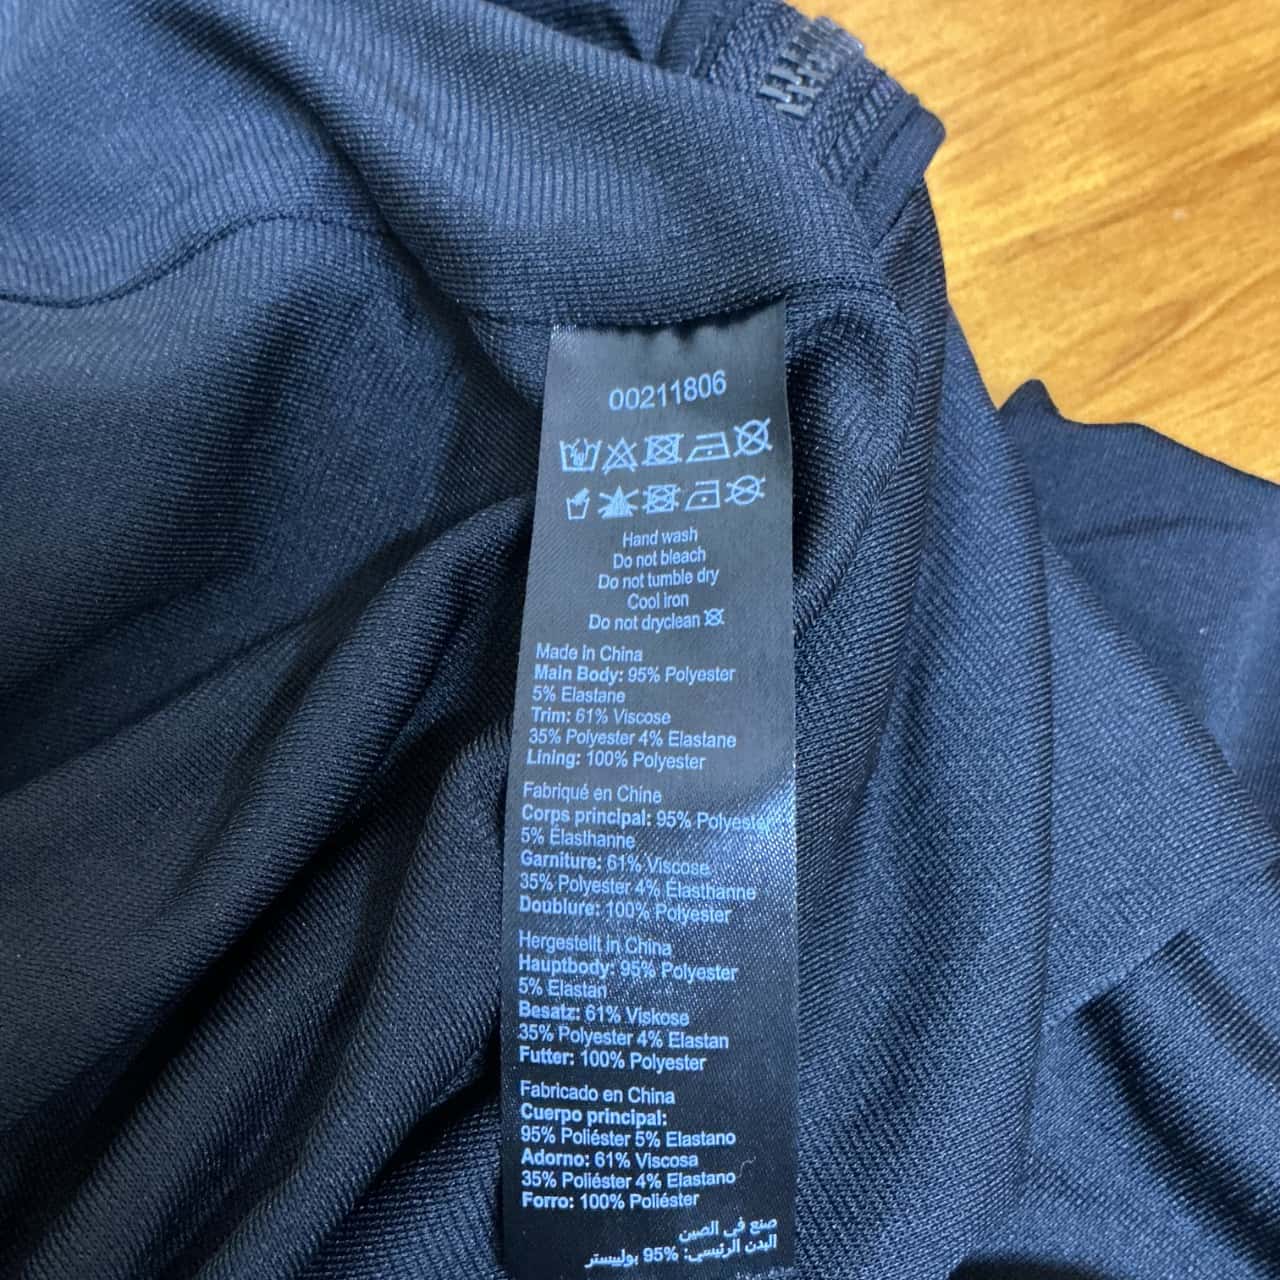 00211806
Hand wash
Do not bleach
Do not tumble dry
Cool iron
Do not dryclean
Made in China
Main Body: 95% Polyester
5% Elastane
Trim: 61% Viscose
35% Polyester 4% Elastane
Lining: 100% Polyester
Fabriqué en Chine
Corps principal: 95% Polyester
5% Élasthanne
Garniture: 61% Viscose
35% Polyester 4% Élasthanne
Doublure: 100% Polyester
Hergestellt in China
Hauptbody: 95% Polyester
5% Elastan
Besatz: 61% Viskose
35% Polyester 4% Elastan
Futter: 100% Polyester
Fabricado en China
Cuerpo principal:
95% Poliéster 5% Elastano
Adorno: 61% Viscosa
35% Poliéster 4% Elastano
Forro: 100% Poliéster
صنع في الصين
البدن الرئيسي: 95% بوليستر